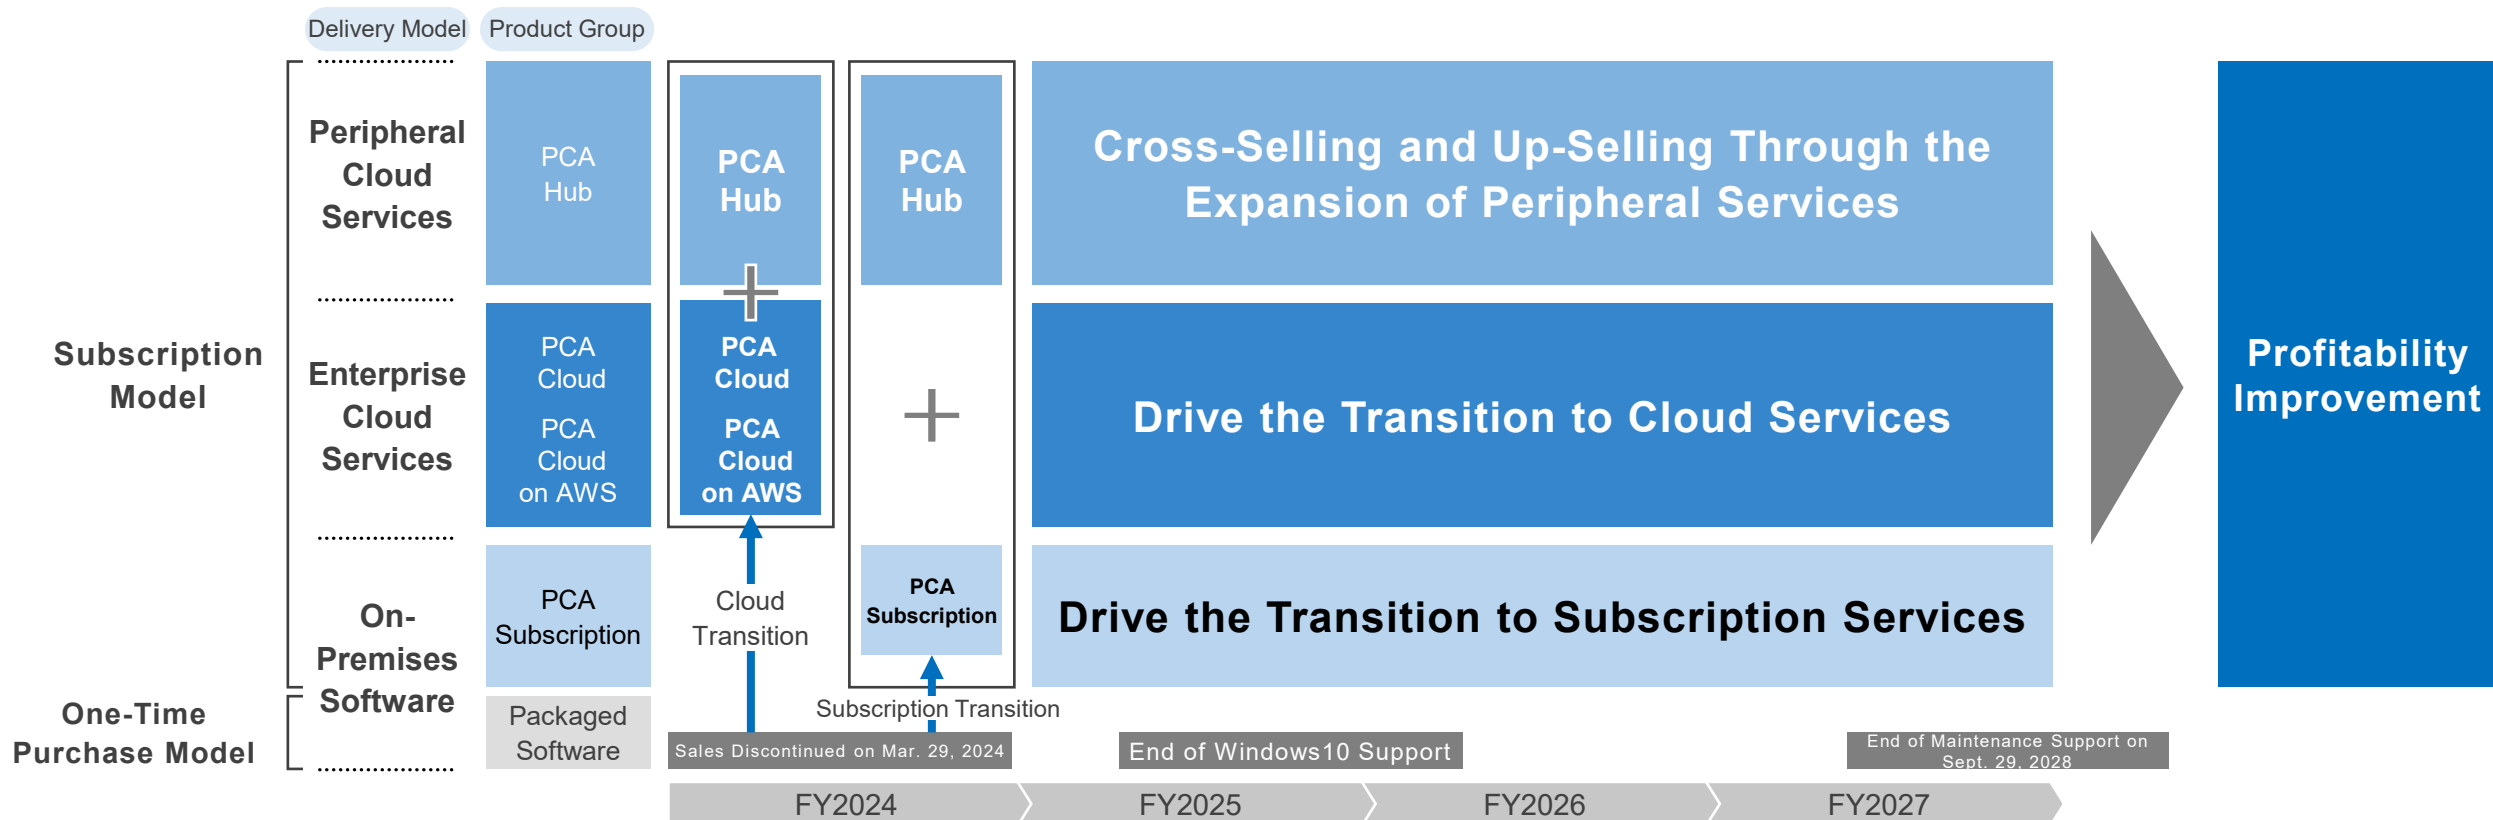 Delivery Model
Product Group
Subscription
Model
Peripheral
Cloud
Services
PCA
Hub
PCA
Hub
PCA
Hub
Cross-Selling and Up-Selling Through the
Expansion of Peripheral Services
Enterprise
Cloud
Services
PCA
Cloud
PCA
Cloud
on AWS
PCA
Cloud
PCA
Cloud
on AWS
Drive the Transition to Cloud Services
On-
Premises
Software
PCA
Subscription
Cloud
Transition
PCA
Subscription
Drive the Transition to Subscription Services
Profitability
Improvement
One-Time
Purchase Model
Packaged
Software
Subscription Transition
Sales Discontinued on Mar. 29, 2024
End of Windows10 Support
End of Maintenance Support on
Sept. 29, 2028
FY2024
FY2025
FY2026
FY2027